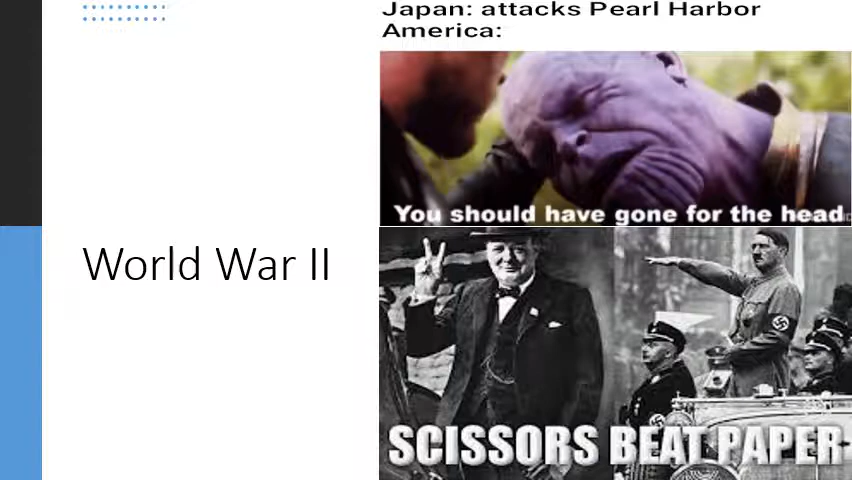 Japan: attacks Pearl Harbor
America:
You should have gone for the head
World War II
SCISSORS BEAT PAPER